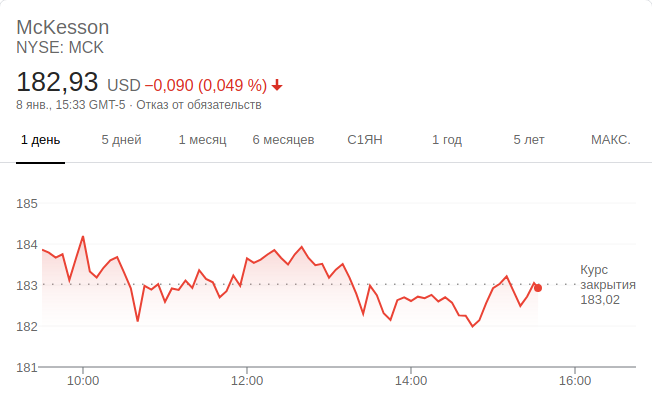 McKesson
NYSE: MCK
182,93 USD −0,090 (0,049 %)
8 янв., 15:33 GMT-5 · Отказ от обязательств
1 день 5 дней 1 месяц 6 месяцев С1ЯН 1 год 5 лет МАКС.
185
184
183
182
181
Курс
закрытия
183,02
10:00 12:00 14:00 16:00